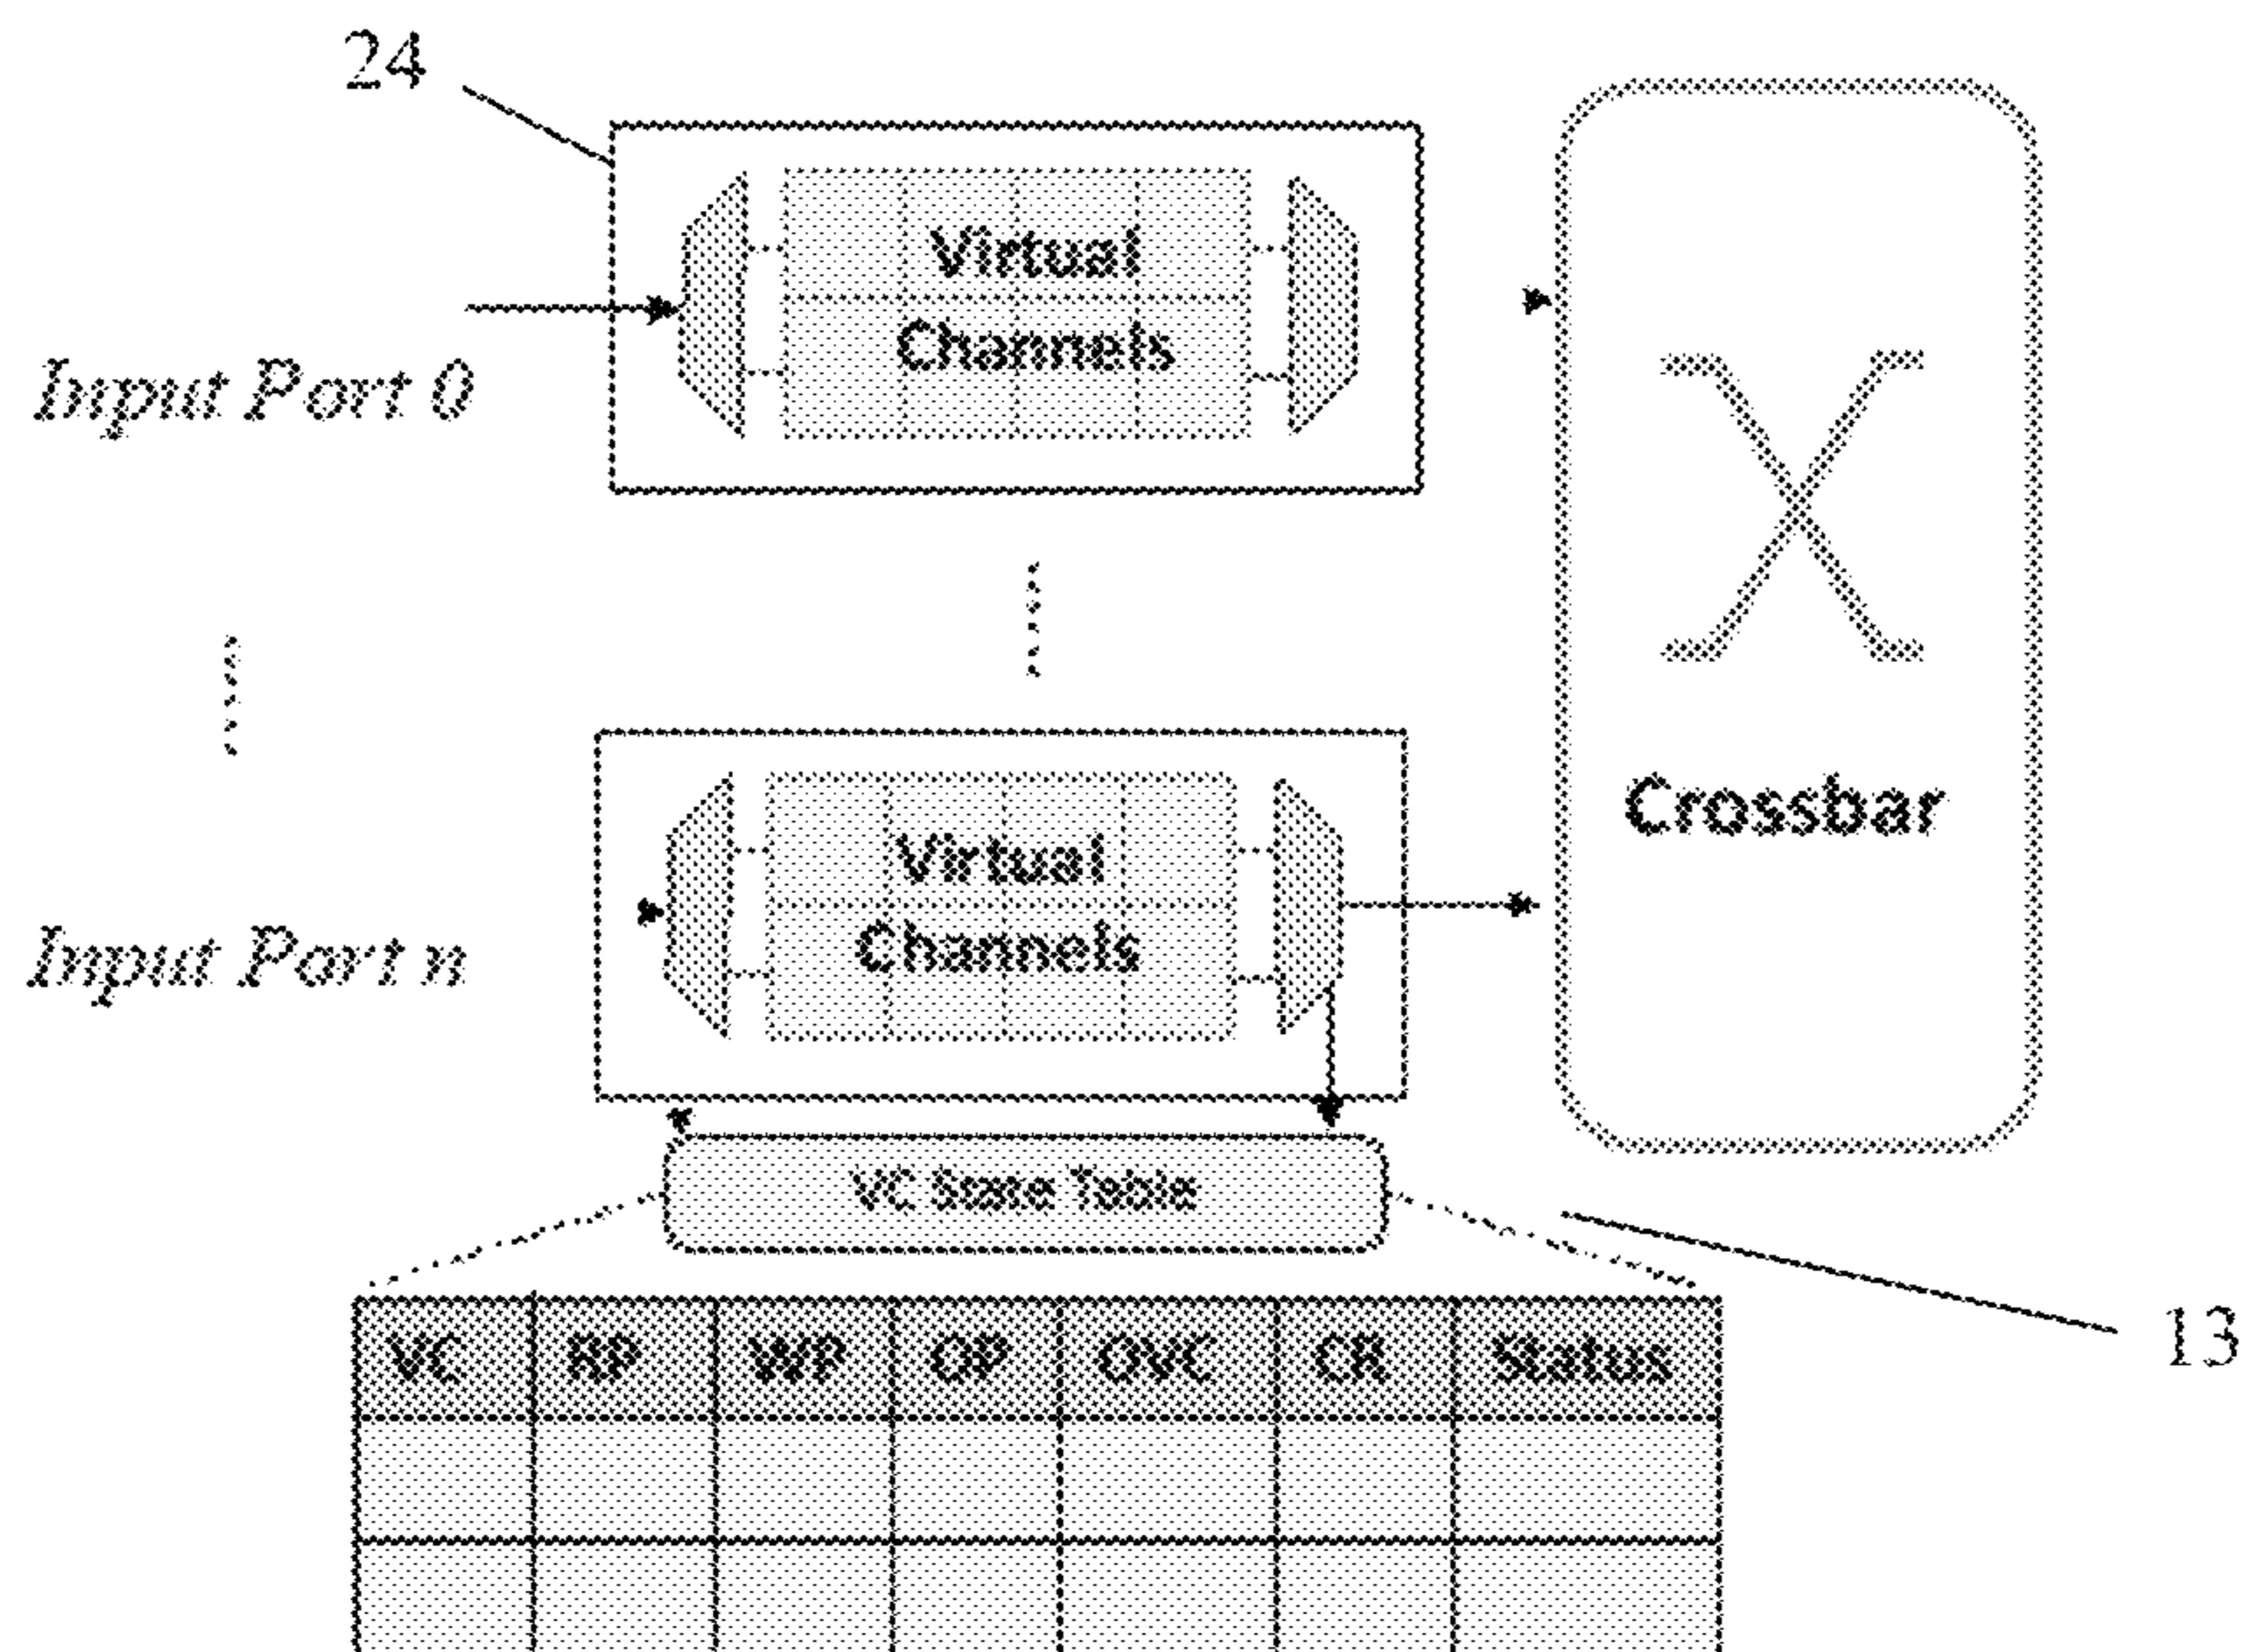 24
Virtual
Channels
Input Port 0
Crossbar
Virtual
Channels
Input Port n
VC State Table
13
VC RP WP OP OVC CR Status